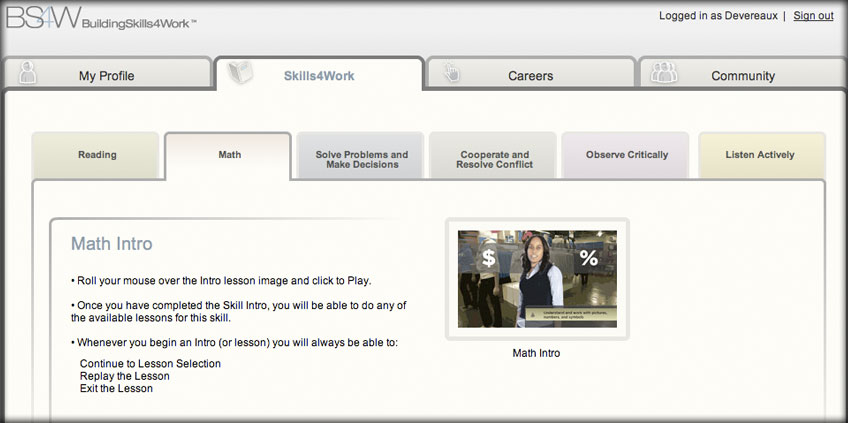 BS4W BuildingSkills4Work™
Logged in as Devereaux | Sign out
My Profile
Skills4Work
Careers
Community
Reading
Math
Solve Problems and
Make Decisions
Cooperate and
Resolve Conflict
Observe Critically
Listen Actively
Math Intro
• Roll your mouse over the Intro lesson image and click to Play.
• Once you have completed the Skill Intro, you will be able to do any of
the available lessons for this skill.
• Whenever you begin an Intro (or lesson) you will always be able to:
Continue to Lesson Selection
Replay the Lesson
Exit the Lesson
$ %
Understand and work with pictures,
numbers, and symbols
Math Intro